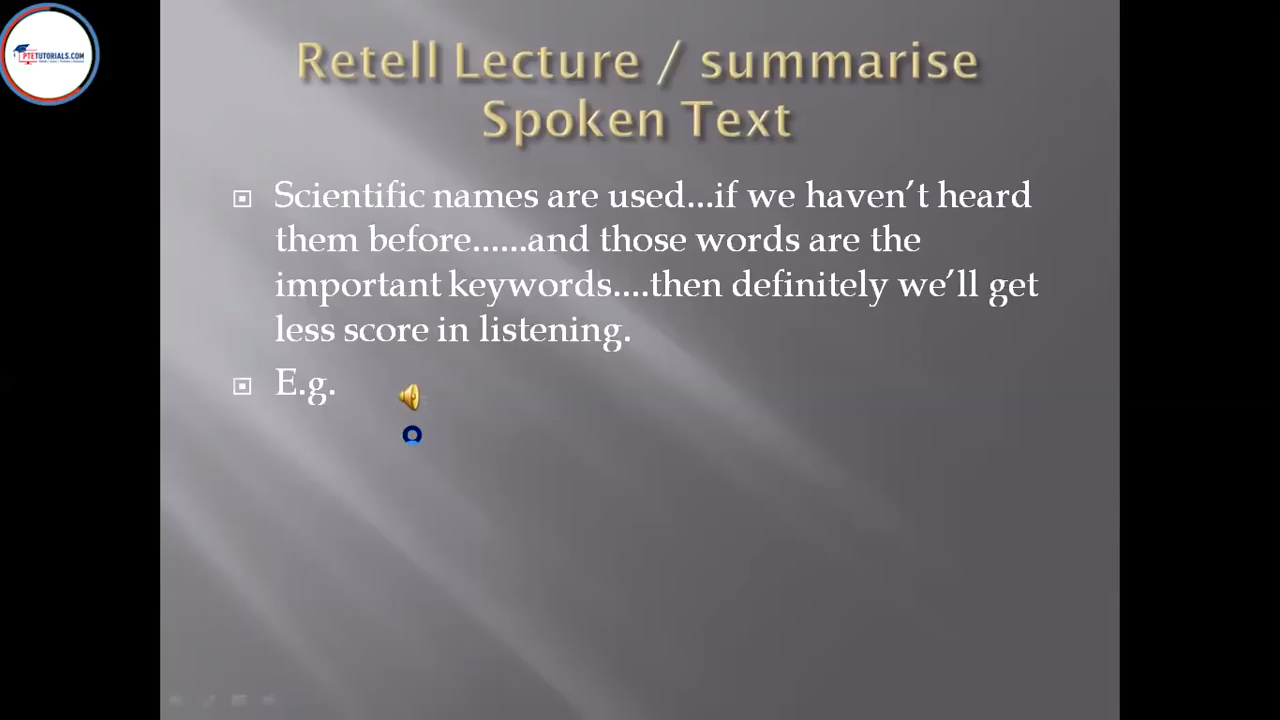 PTETUTORIALS.COM
Retell Lecture / summarise
Spoken Text
Scientific names are used...if we haven’t heard
them before......and those words are the
important keywords....then definitely we’ll get
less score in listening.
E.g.